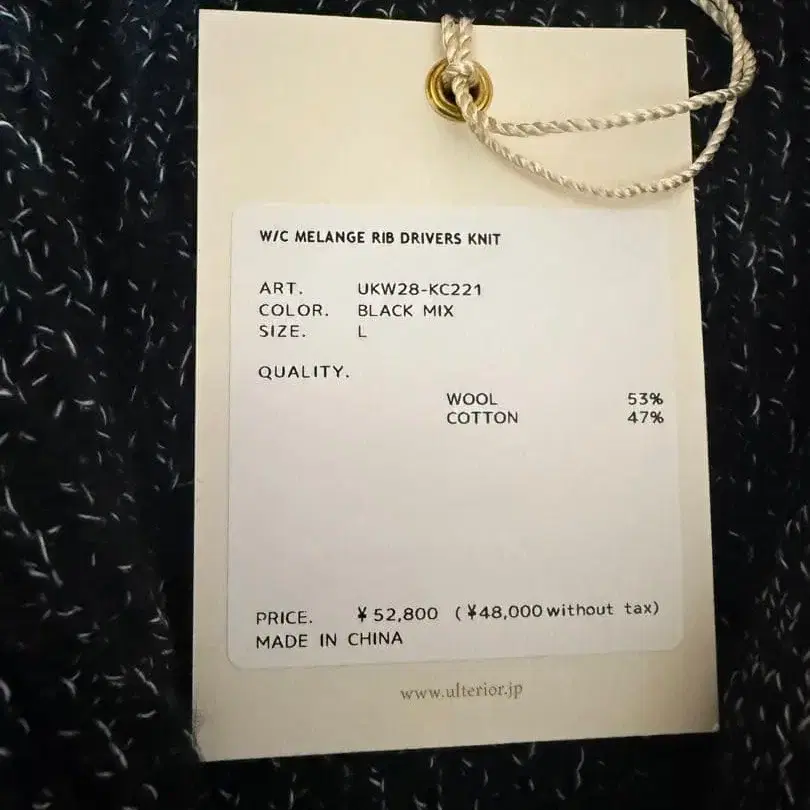 W/C MELANGE RIB DRIVERS KNIT
ART. UKW28-KC221
COLOR. BLACK MIX
SIZE. L
QUALITY.
WOOL 53%
COTTON 47%
PRICE. ¥52,800 (¥48,000 without tax)
MADE IN CHINA
www.ulterior.jp